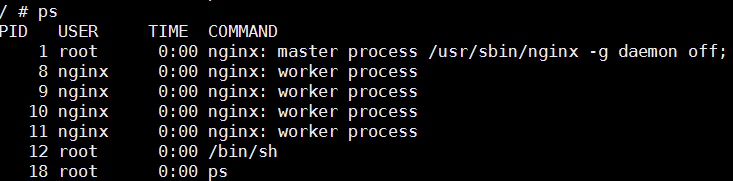 / # ps
PID   USER     TIME  COMMAND
    1 root      0:00 nginx: master process /usr/sbin/nginx -g daemon off;
    8 nginx     0:00 nginx: worker process
    9 nginx     0:00 nginx: worker process
   10 nginx     0:00 nginx: worker process
   11 nginx     0:00 nginx: worker process
   12 root      0:00 /bin/sh
   18 root      0:00 ps